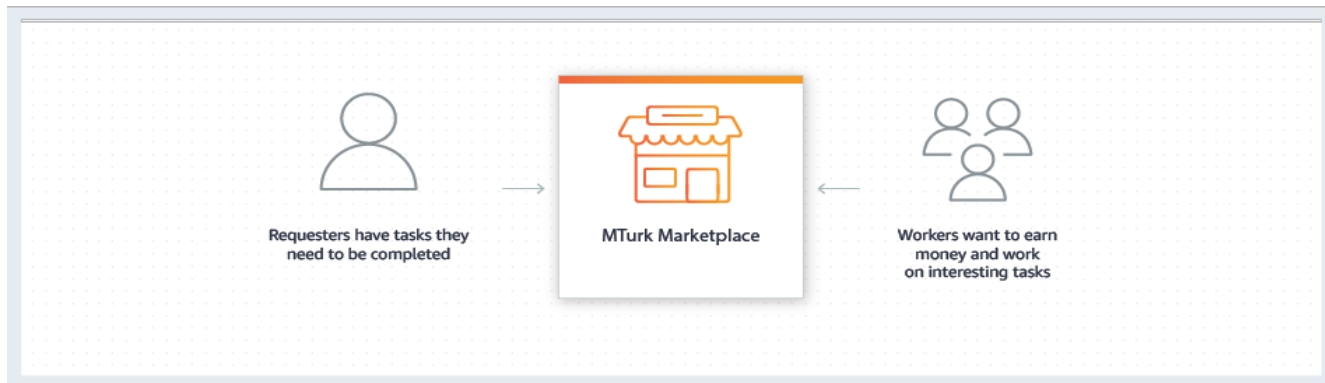 Requesters have tasks they
need to be completed
MTurk Marketplace
Workers want to earn
money and work
on interesting tasks